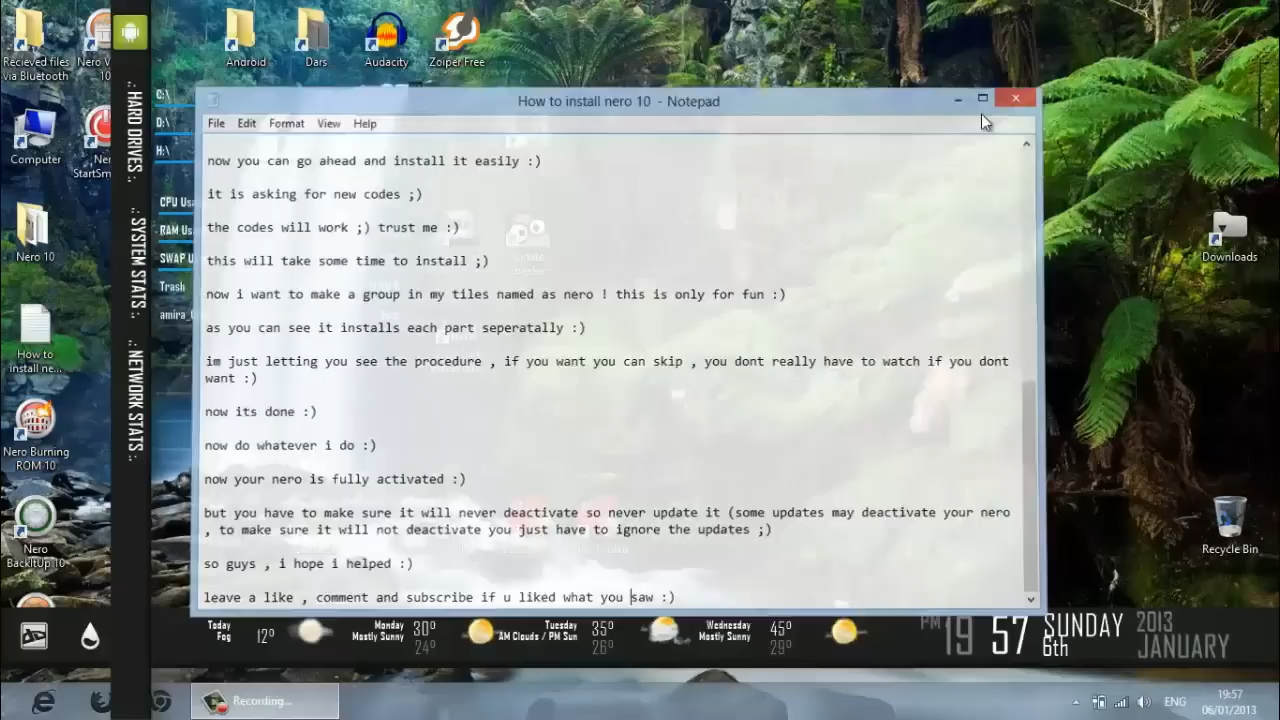 Recieved files
via Bluetooth
Nero V
10
Android
Dars
Audacity
Zoiper Free
Computer
Ner
StartSm
Nero 10
How to
install ne...
Nero Burning
ROM 10
Nero
BackItUp 10
.: HARD DRIVES :.
.: SYSTEM STATS :.
.: NETWORK STATS :.
C:\
D:\
H:\
CPU Usa
RAM Us
SWAP U
Trash
amira_
How to install nero 10 - Notepad
File Edit Format View Help
now you can go ahead and install it easily :)
it is asking for new codes ;)
the codes will work ;) trust me :)
this will take some time to install ;)
now i want to make a group in my tiles named as nero ! this is only for fun :)
as you can see it installs each part seperatally :)
im just letting you see the procedure , if you want you can skip , you dont really have to watch if you dont
want :)
now its done :)
now do whatever i do :)
now your nero is fully activated :)
but you have to make sure it will never deactivate so never update it (some updates may deactivate your nero
, to make sure it will not deactivate you just have to ignore the updates ;)
so guys , i hope i helped :)
leave a like , comment and subscribe if u liked what you saw :)
Downloads
Recycle Bin
Today
Fog
12°
Monday
Mostly Sunny
30°
24°
Tuesday
AM Clouds / PM Sun
35°
26°
Wednesday
Mostly Sunny
45°
29°
PM 19 57 SUNDAY 6th 2013 JANUARY
Recording...
ENG
19:57
06/01/2013